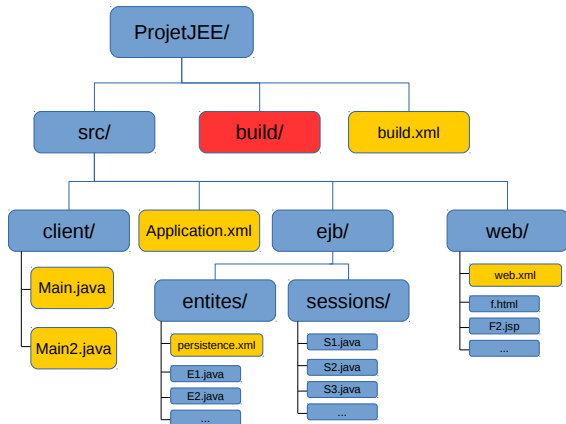 ProjetJEE/
src/
build/
build.xml
client/
Application.xml
ejb/
web/
Main.java
Main2.java
entites/
sessions/
web.xml
f.html
F2.jsp
...
persistence.xml
E1.java
E2.java
...
S1.java
S2.java
S3.java
...